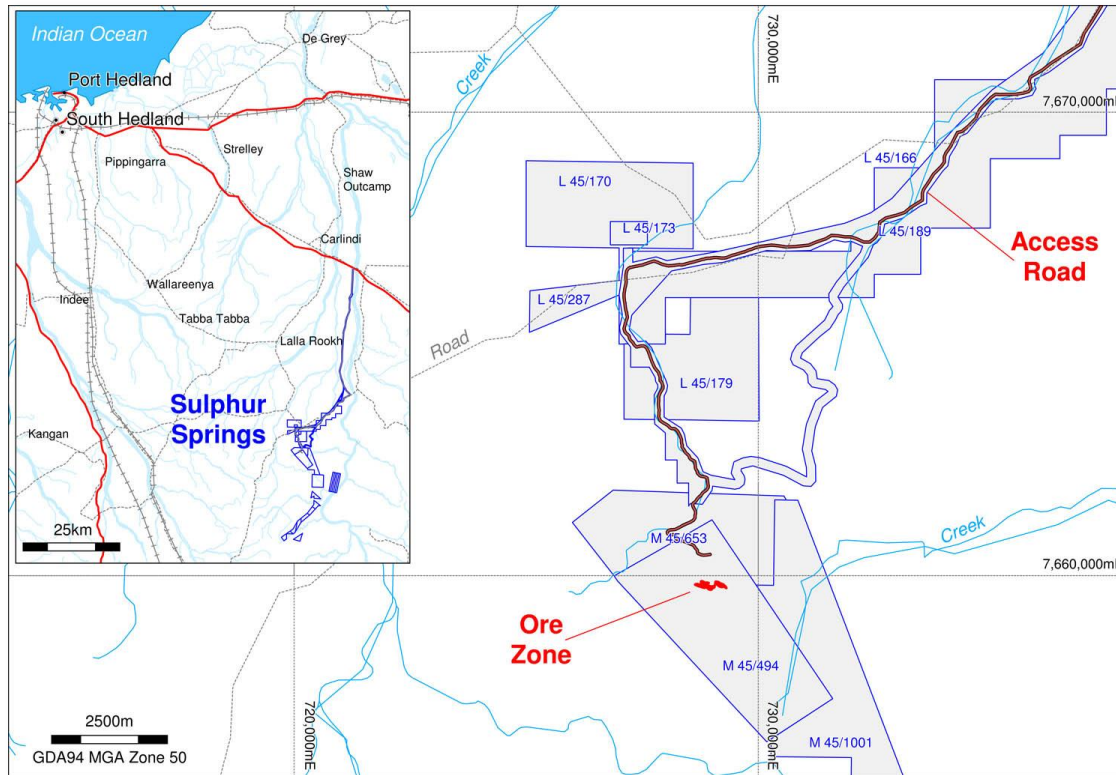 Indian Ocean
De Grey
Port Hedland
South Hedland
Strelley
Pippingarra
Shaw
Outcamp
Carlindi
Wallareenya
Indee
Tabba Tabba
Lalla Rookh
Sulphur
Springs
Kangan
25km
Creek
730,000mE
7,670,000mN
L 45/166
L 45/170
L 45/173
L 45/189
Access
Road
L 45/287
Road
L 45/179
Creek
M 45/653
7,660,000mN
Ore
Zone
M 45/494
2500m
GDA94 MGA Zone 50
720,000mE
730,000mE
M 45/1001